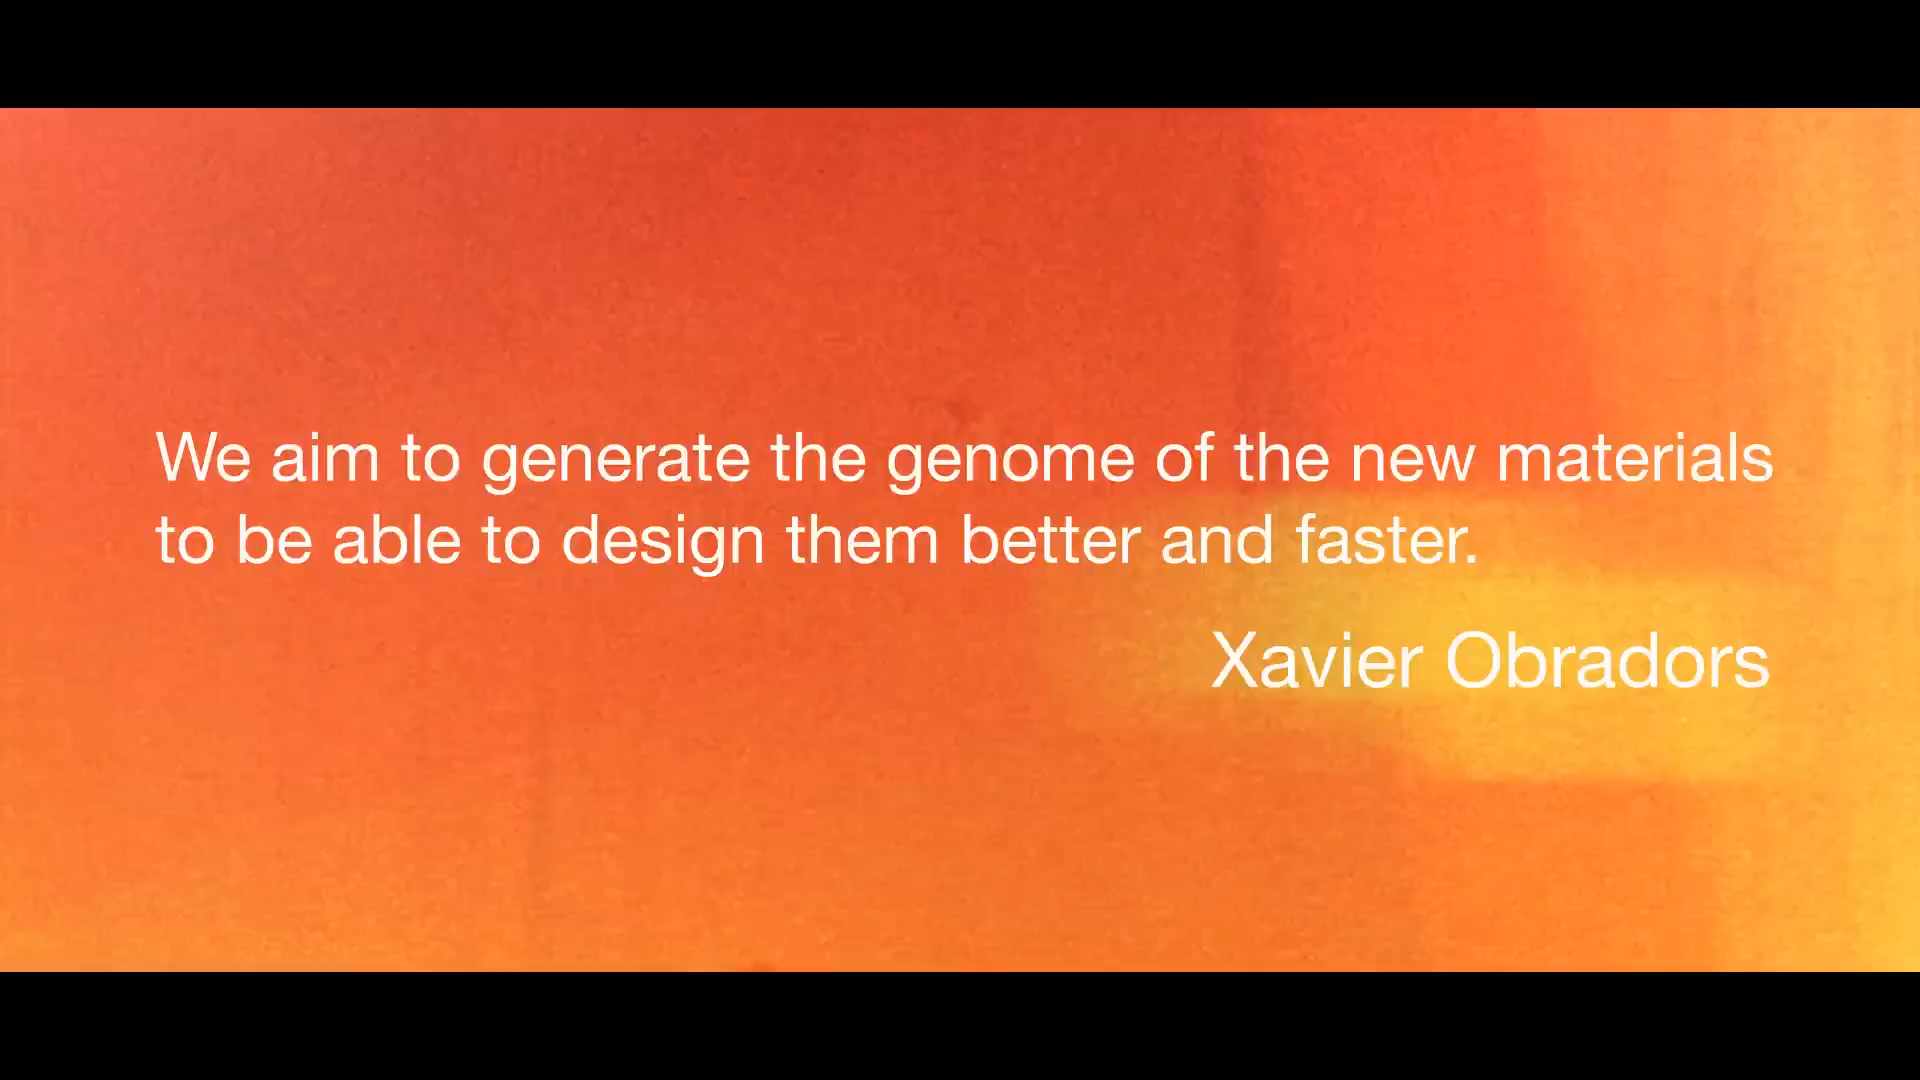 We aim to generate the genome of the new materials
to be able to design them better and faster.
Xavier Obradors